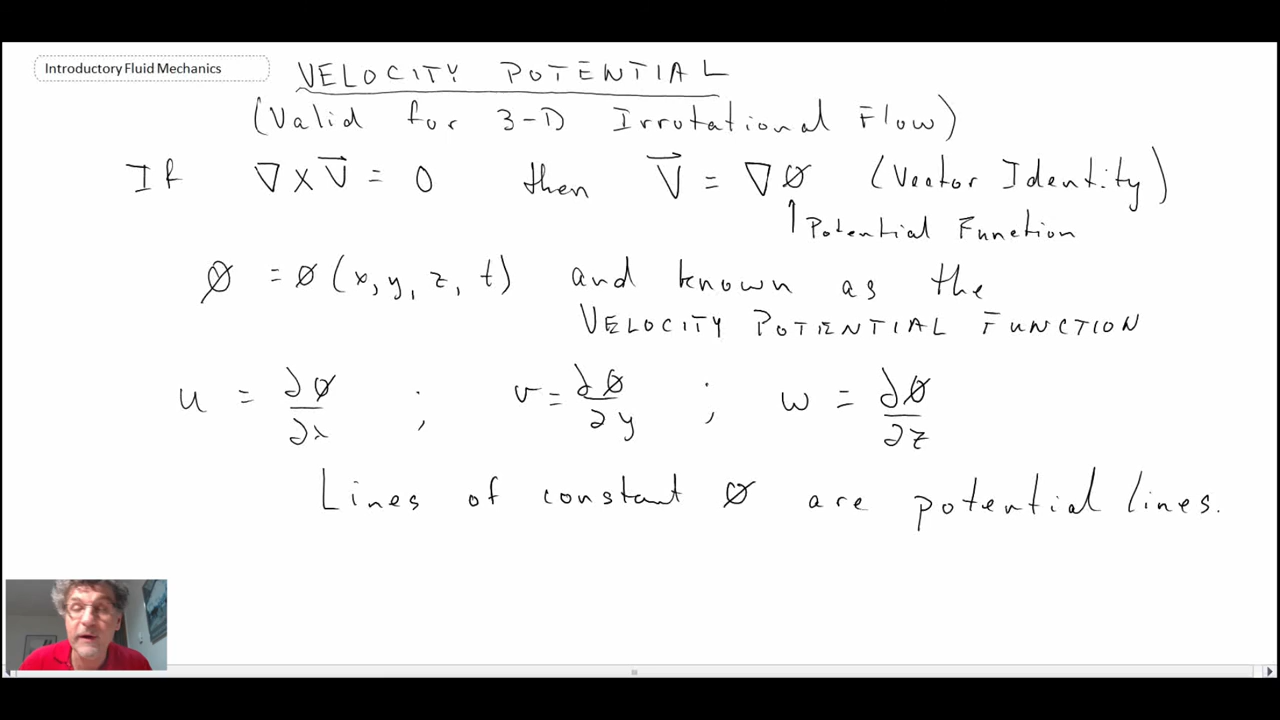 Introductory Fluid Mechanics
VELOCITY POTENTIAL
(Valid for 3-D Irrotational Flow)
If ∇ x V⃗ = 0 then V⃗ = ∇∅ (Vector Identity)
↑ Potential Function
∅ = ∅(x, y, z, t) and known as the
VELOCITY POTENTIAL FUNCTION
u = ∂∅/∂x ; v = ∂∅/∂y ; w = ∂∅/∂z
Lines of constant ∅ are potential lines.